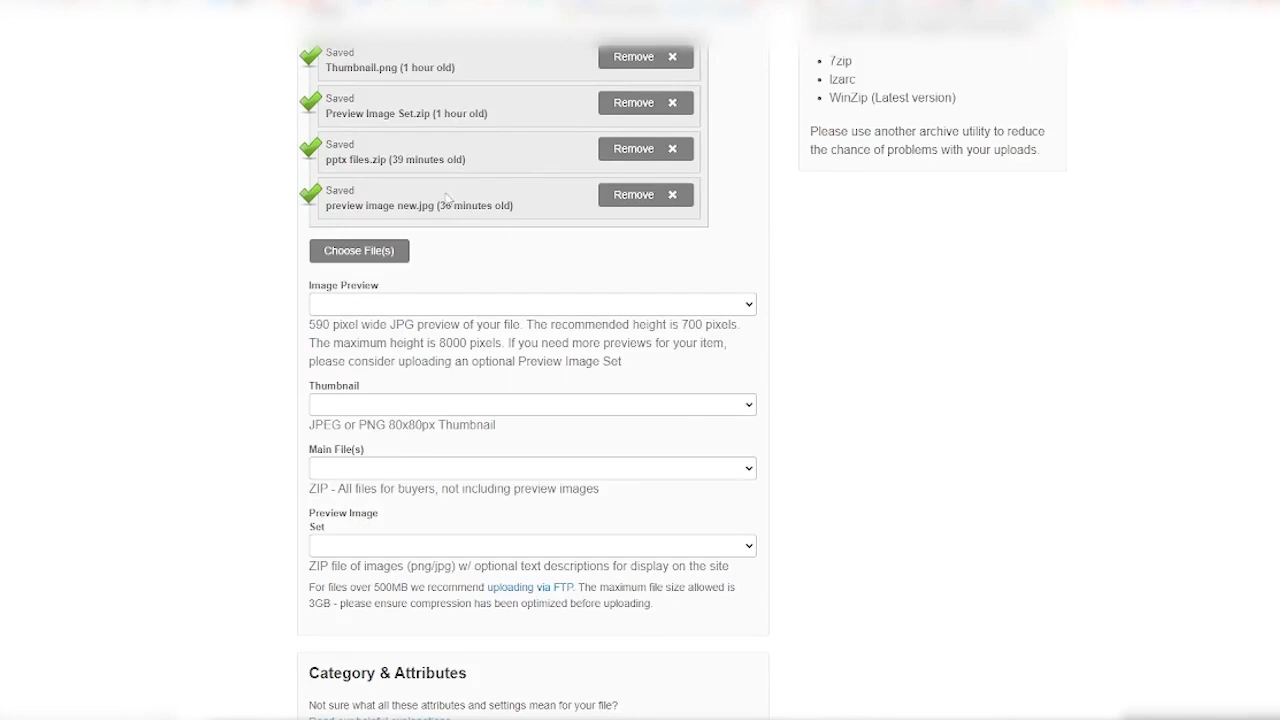 Saved
Thumbnail.png (1 hour old)
Remove ✖
Saved
Preview Image Set.zip (1 hour old)
Remove ✖
Saved
pptx files.zip (39 minutes old)
Remove ✖
Saved
preview image new.jpg (36 minutes old)
Remove ✖
Choose File(s)
Image Preview
590 pixel wide JPG preview of your file. The recommended height is 700 pixels.
The maximum height is 8000 pixels. If you need more previews for your item,
please consider uploading an optional Preview Image Set
Thumbnail
JPEG or PNG 80x80px Thumbnail
Main File(s)
ZIP - All files for buyers, not including preview images
Preview Image
Set
ZIP file of images (png/jpg) w/ optional text descriptions for display on the site
For files over 500MB we recommend uploading via FTP. The maximum file size allowed is
3GB - please ensure compression has been optimized before uploading.
Category & Attributes
Not sure what all these attributes and settings mean for your file?
Read our helpful explanations
• 7zip
• Izarc
• WinZip (Latest version)
Please use another archive utility to reduce
the chance of problems with your uploads.